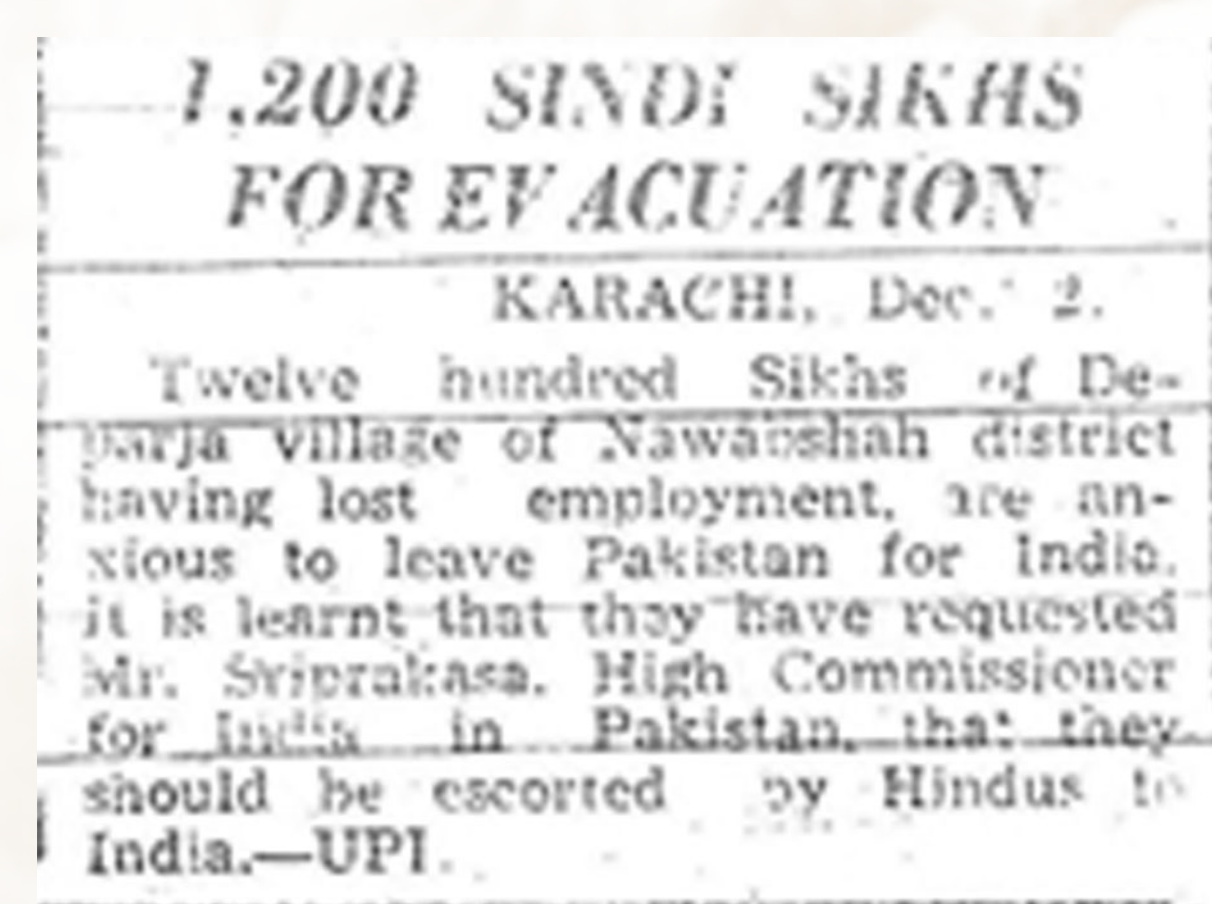 1,200 SINDI SIKHS
FOR EVACUATION
KARACHI, Dec. 2.
Twelve hundred Sikhs of De-
parja village of Nawabshah district
having lost employment, are an-
xious to leave Pakistan for India.
it is learnt that they have requested
Mr. Sriprakasa, High Commissioner
for India in Pakistan, that they
should be escorted by Hindus to
India.—UPI.